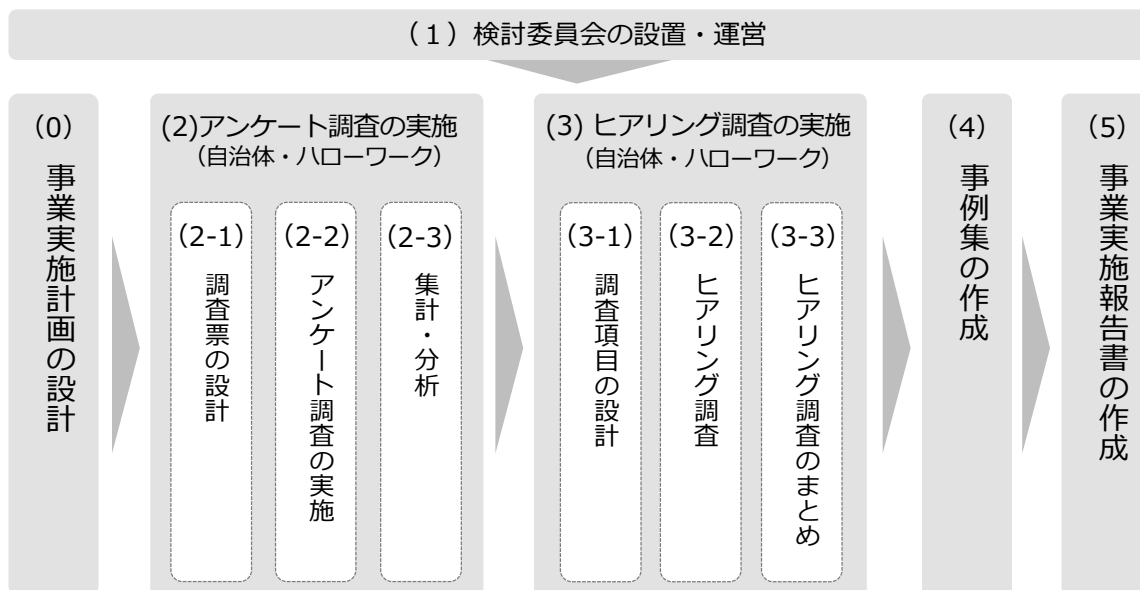 （１）検討委員会の設置・運営
（0）
事業実施計画の設計
(2)アンケート調査の実施
（自治体・ハローワーク）
（2-1）
調査票の設計
（2-2）
アンケート調査の実施
（2-3）
集計・分析
(3) ヒアリング調査の実施
（自治体・ハローワーク）
（3-1）
調査項目の設計
（3-2）
ヒアリング調査
（3-3）
ヒアリング調査のまとめ
（4）
事例集の作成
（5）
事業実施報告書の作成